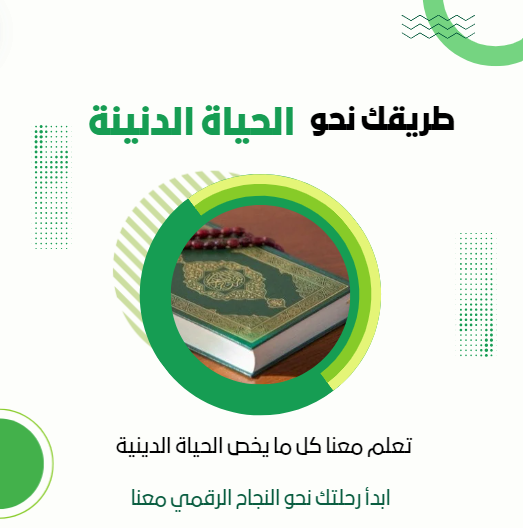 طريقك نحو الحياة الدنينة
تعلم معنا كل ما يخص الحياة الدينية
ابدأ رحلتك نحو النجاح الرقمي معنا